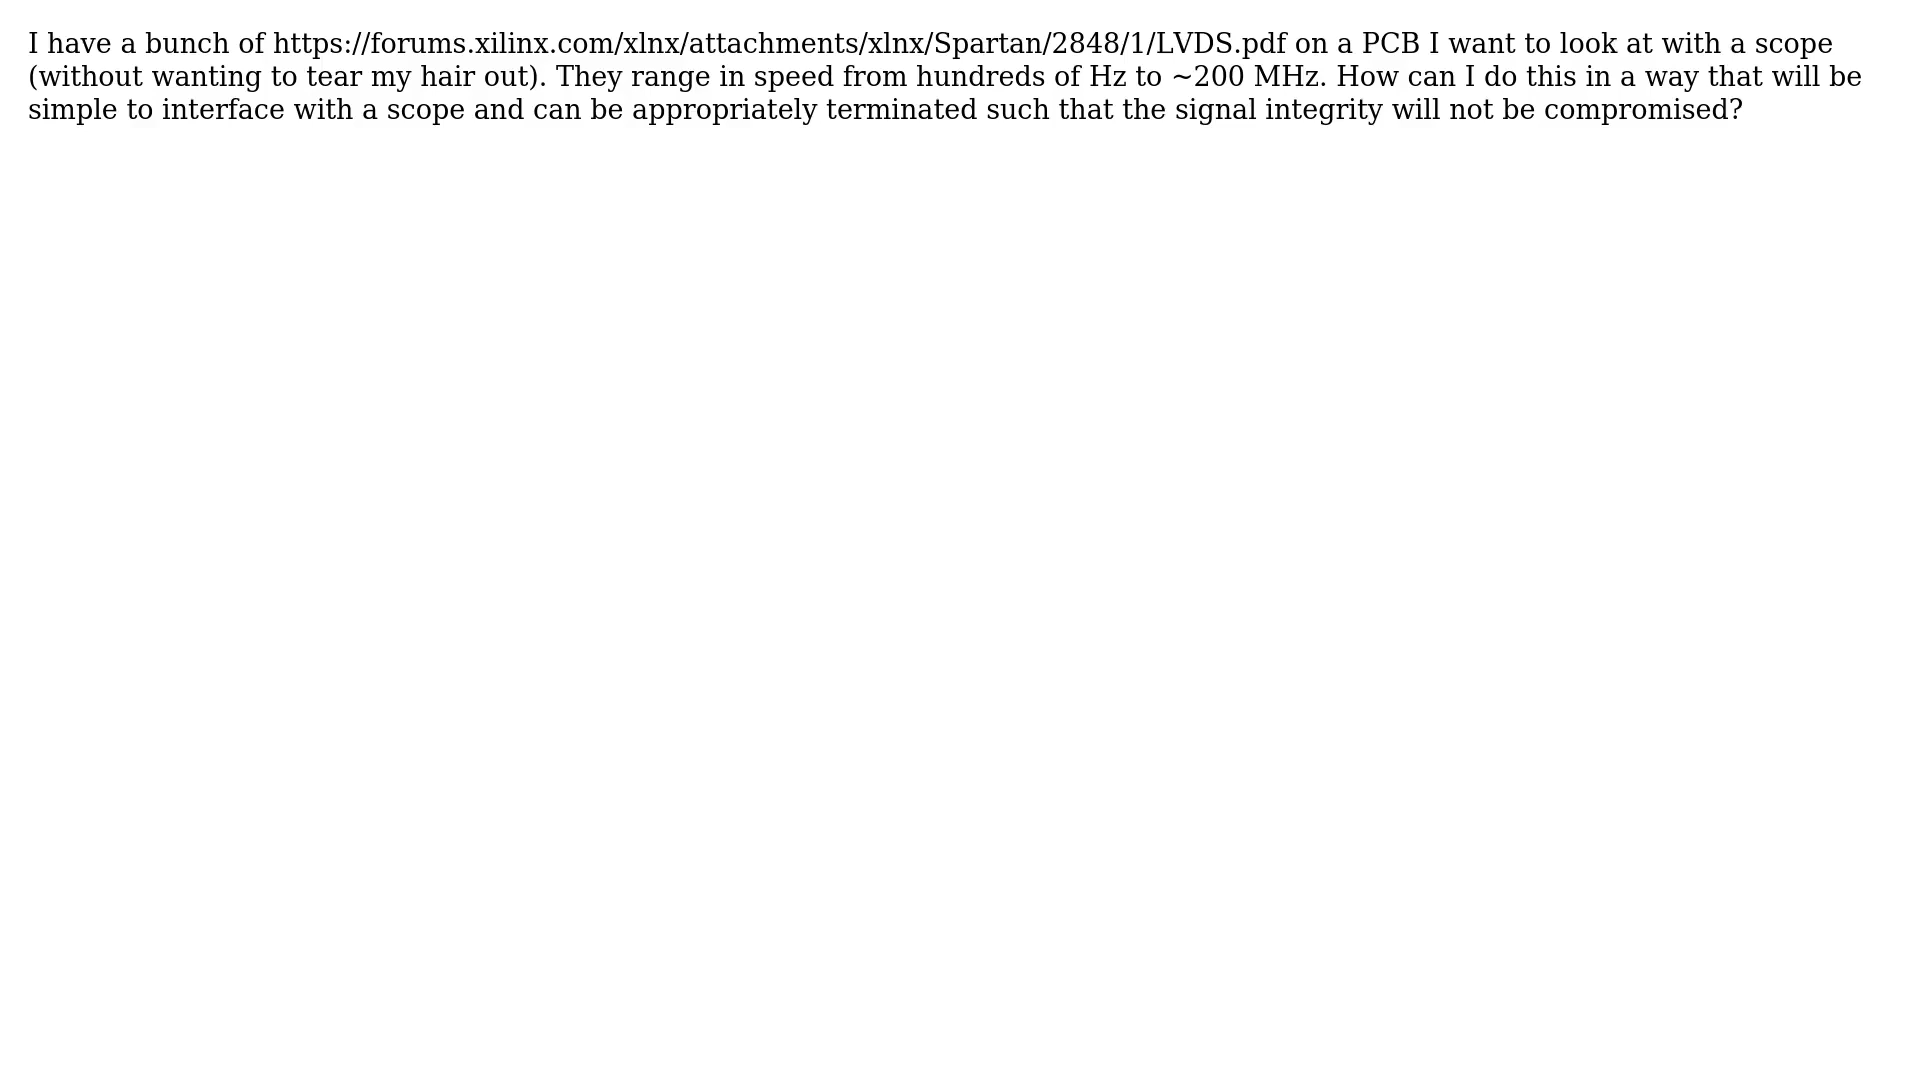 I have a bunch of https://forums.xilinx.com/xlnx/attachments/xlnx/Spartan/2848/1/LVDS.pdf on a PCB I want to look at with a scope
(without wanting to tear my hair out). They range in speed from hundreds of Hz to ~200 MHz. How can I do this in a way that will be
simple to interface with a scope and can be appropriately terminated such that the signal integrity will not be compromised?